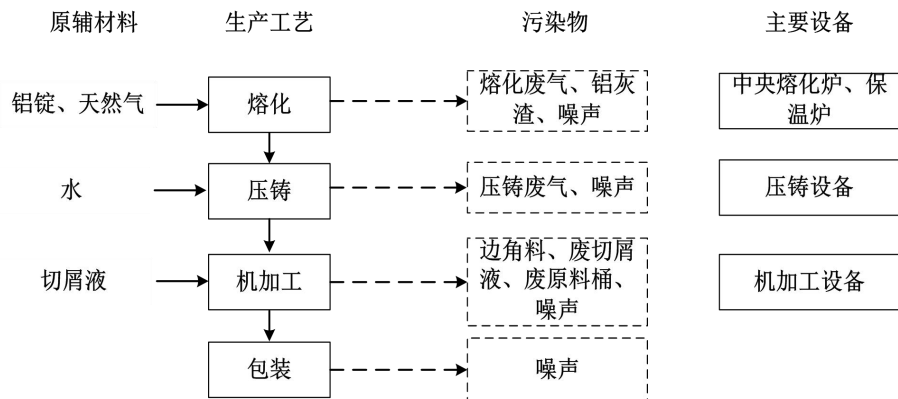 原辅材料 生产工艺 污染物 主要设备
铝锭、天然气 熔化 熔化废气、铝灰 中央熔化炉、保
渣、噪声 温炉
水 压铸 压铸废气、噪声 压铸设备
切屑液 机加工 边角料、废切屑 机加工设备
液、废原料桶、
噪声
包装 噪声